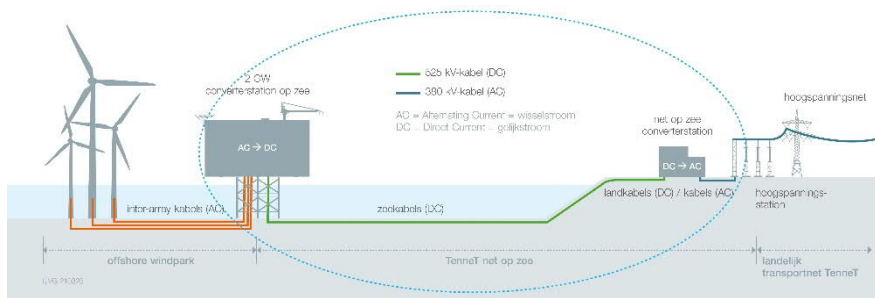 2 GW
converterstation op zee
AC → DC
525 kV-kabel (DC)
380 kV-kabel (AC)
AC = Alternating Current = wisselstroom
DC = Direct Current = gelijkstroom
net op zee
converterstation
DC → AC
hoogspanningsnet
inter-array kabels (AC)
zeekabels (DC)
landkabels (DC) / kabels (AC)
hoogspannings-
station
offshore windpark
TenneT net op zee
landelijk
transportnet TenneT